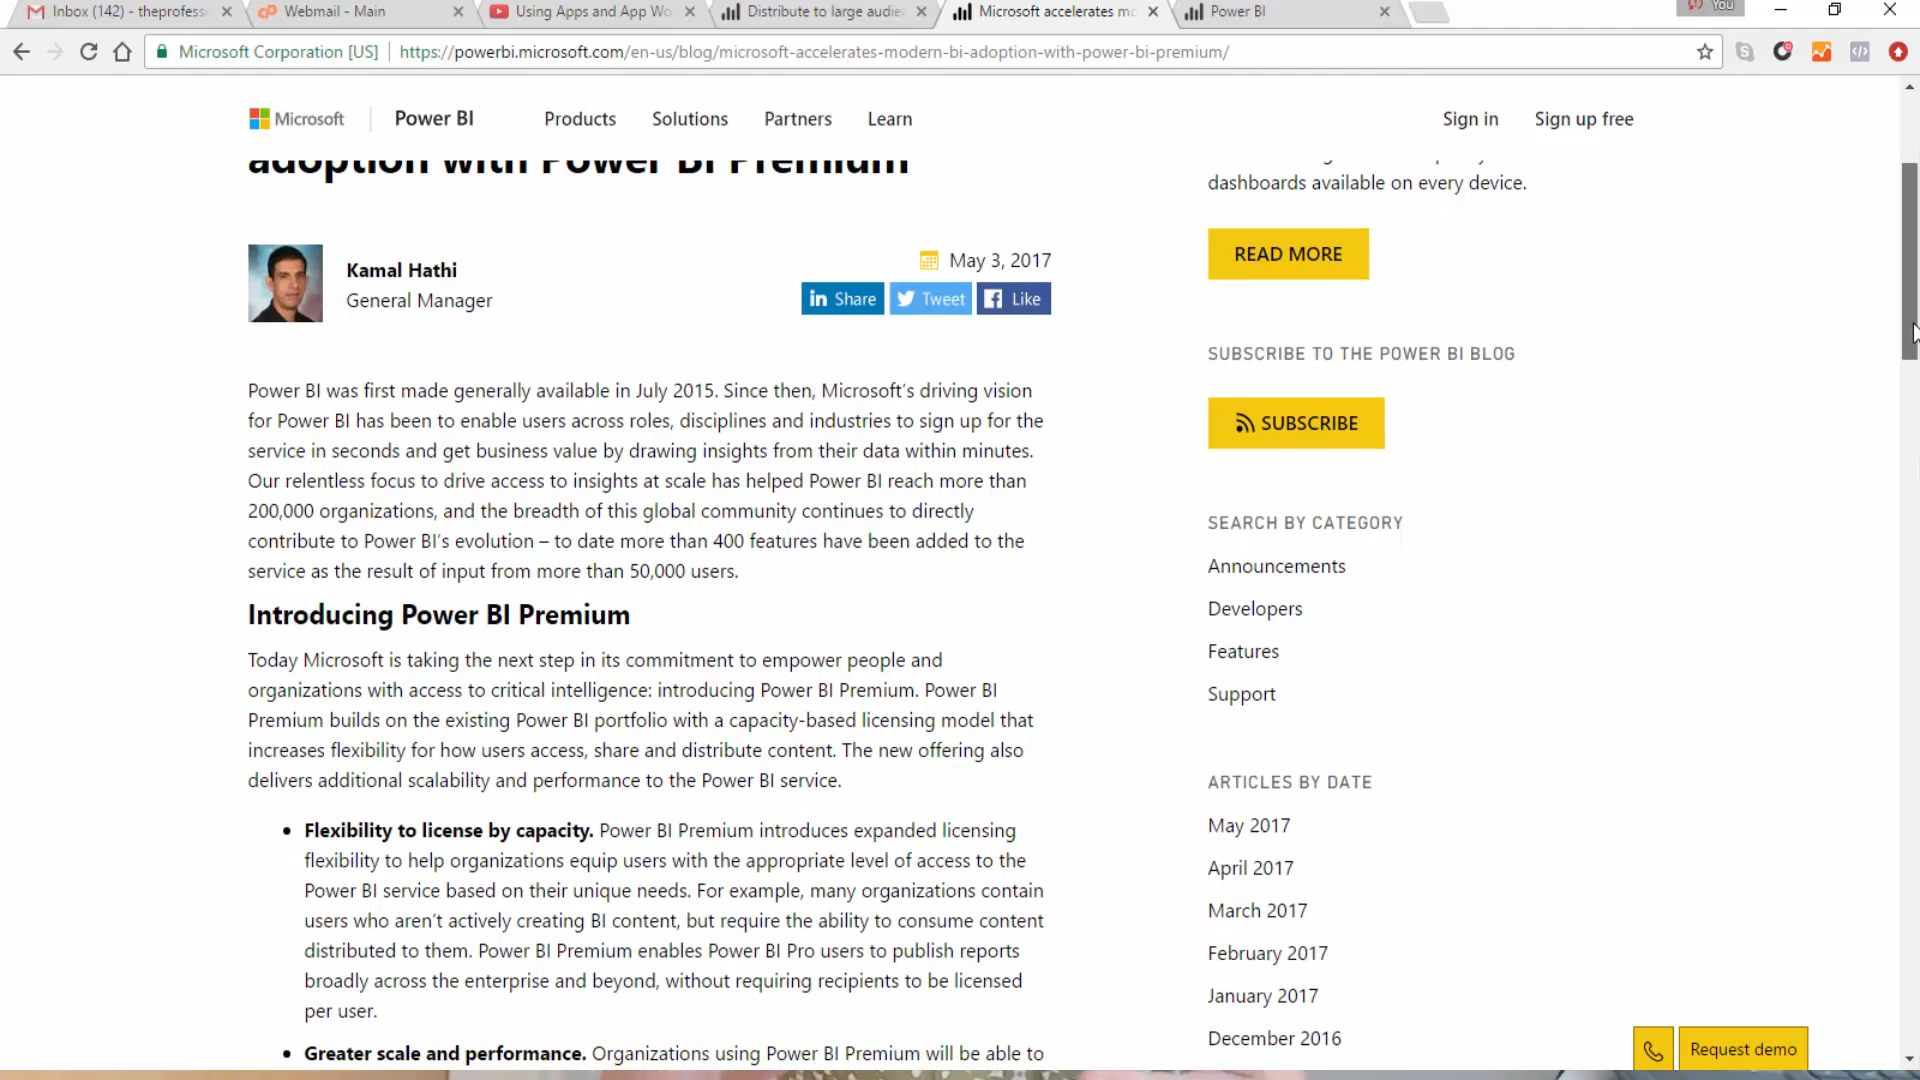 Inbox (142) - theprofess
Webmail - Main
Using Apps and App Wo
Distribute to large audie
Microsoft accelerates mo
Power BI
You
Microsoft Corporation [US]
https://powerbi.microsoft.com/en-us/blog/microsoft-accelerates-modern-bi-adoption-with-power-bi-premium/
Microsoft
Power BI
Products
Solutions
Partners
Learn
Sign in
Sign up free
adoption with Power BI Premium
Kamal Hathi
General Manager
May 3, 2017
in Share
Tweet
Like
Power BI was first made generally available in July 2015. Since then, Microsoft's driving vision
for Power BI has been to enable users across roles, disciplines and industries to sign up for the
service in seconds and get business value by drawing insights from their data within minutes.
Our relentless focus to drive access to insights at scale has helped Power BI reach more than
200,000 organizations, and the breadth of this global community continues to directly
contribute to Power BI's evolution – to date more than 400 features have been added to the
service as the result of input from more than 50,000 users.
Introducing Power BI Premium
Today Microsoft is taking the next step in its commitment to empower people and
organizations with access to critical intelligence: introducing Power BI Premium. Power BI
Premium builds on the existing Power BI portfolio with a capacity-based licensing model that
increases flexibility for how users access, share and distribute content. The new offering also
delivers additional scalability and performance to the Power BI service.
• Flexibility to license by capacity. Power BI Premium introduces expanded licensing
flexibility to help organizations equip users with the appropriate level of access to the
Power BI service based on their unique needs. For example, many organizations contain
users who aren't actively creating BI content, but require the ability to consume content
distributed to them. Power BI Premium enables Power BI Pro users to publish reports
broadly across the enterprise and beyond, without requiring recipients to be licensed
per user.
• Greater scale and performance. Organizations using Power BI Premium will be able to
dashboards available on every device.
READ MORE
SUBSCRIBE TO THE POWER BI BLOG
SUBSCRIBE
SEARCH BY CATEGORY
Announcements
Developers
Features
Support
ARTICLES BY DATE
May 2017
April 2017
March 2017
February 2017
January 2017
December 2016
Request demo